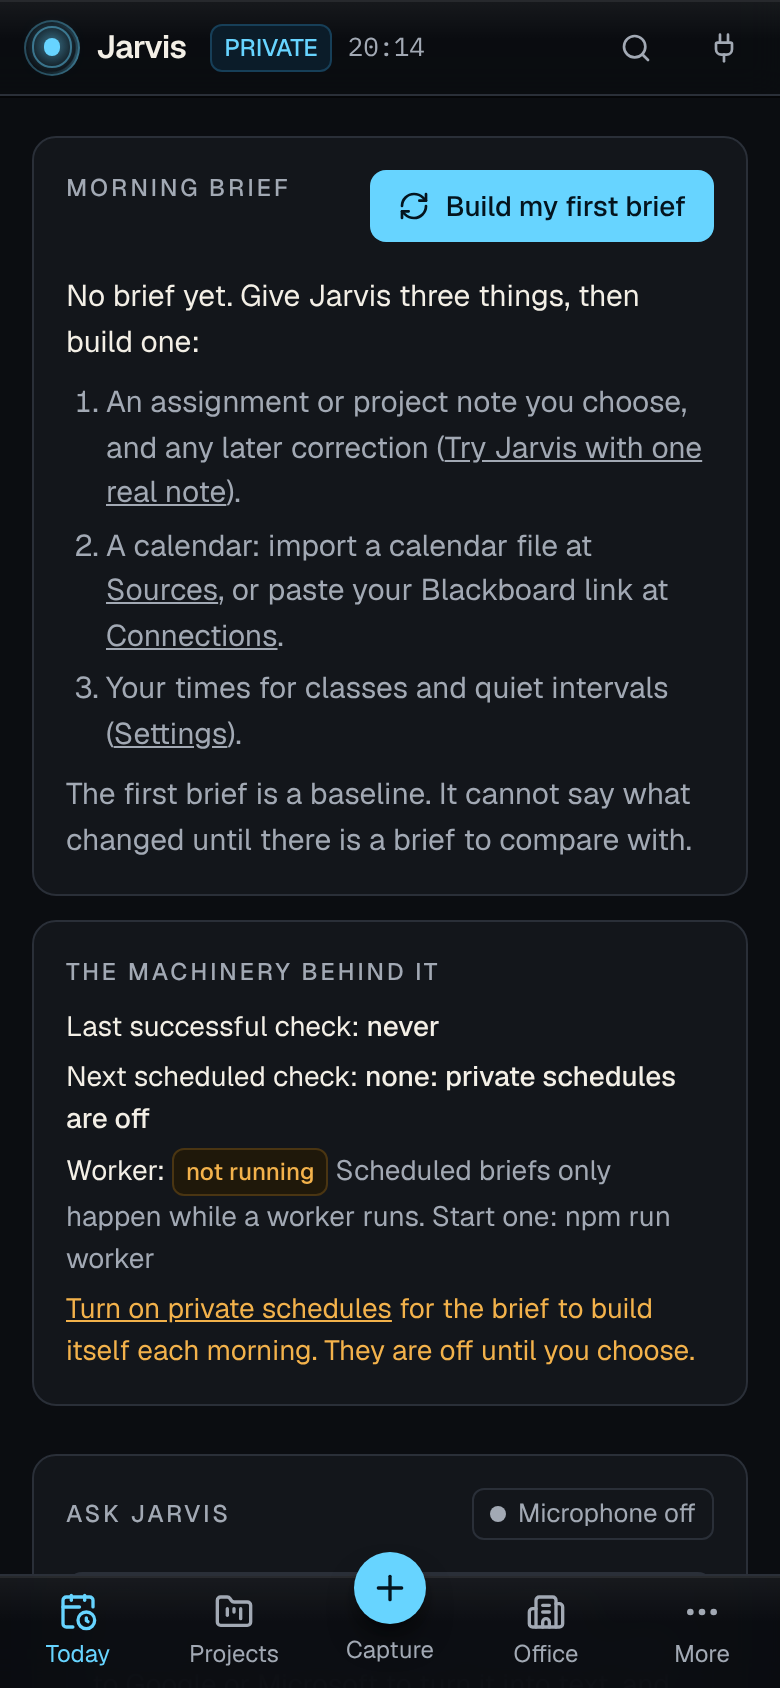 Jarvis PRIVATE 20:14
MORNING BRIEF
Build my first brief
No brief yet. Give Jarvis three things, then
build one:
1. An assignment or project note you choose,
and any later correction (Try Jarvis with one
real note).
2. A calendar: import a calendar file at
Sources, or paste your Blackboard link at
Connections.
3. Your times for classes and quiet intervals
(Settings).
The first brief is a baseline. It cannot say what
changed until there is a brief to compare with.
THE MACHINERY BEHIND IT
Last successful check: never
Next scheduled check: none: private schedules
are off
Worker: not running Scheduled briefs only
happen while a worker runs. Start one: npm run
worker
Turn on private schedules for the brief to build
itself each morning. They are off until you choose.
ASK JARVIS
Microphone off
Today
Projects
Capture
Office
More